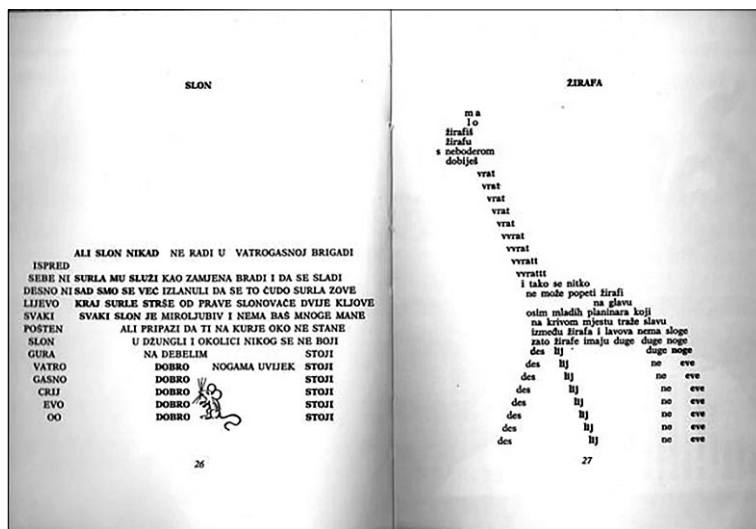 SLON
ALI SLON NIKAD NE RADI U VATROGASNOJ BRIGADI
ISPRED
SEBE NI SURLA MU SLUŽI KAO ZAMJENA BRADI I DA SE SLADI
DESNO NI SAD SMO SE VEĆ IZLANULI DA SE TO ČUDO SURLA ZOVE
LIJEVO KRAJ SURLE STRŠE OD PRAVE SLONOVAČE DVIJE KLJOVE
SVAKI SVAKI SLON JE MIROLJUBIV I NEMA BAŠ MNOGE MANE
POŠTEN ALI PRIPAZI DA TI NA KURJE OKO NE STANE
SLON U DŽUNGLI I OKOLICI NIKOG SE NE BOJI
GURA NA DEBELIM STOJI
VATRO DOBRO NOGAMA UVIJEK STOJI
GASNO DOBRO STOJI
CRIJ DOBRO STOJI
EVO DOBRO STOJI
OO DOBRO STOJI
26
ŽIRAFA
ma
lo
žirafiš
žirafu
s neboderom
dobiješ
vrat
vrat
vrat
vrat
vrat
vvrat
vvrat
vvratt
vvrattt
i tako se nitko
ne može popeti žirafi
na glavu
osim mladih planinara koji
na krivom mjestu traže slavu
između žirafa i lavova nema sloge
zato žirafe imaju duge duge noge
des lij duge noge
des lij ne eve
des lij ne eve
des lij ne eve
des lij ne eve
des lij ne eve
des lij ne eve
des lij ne eve
27